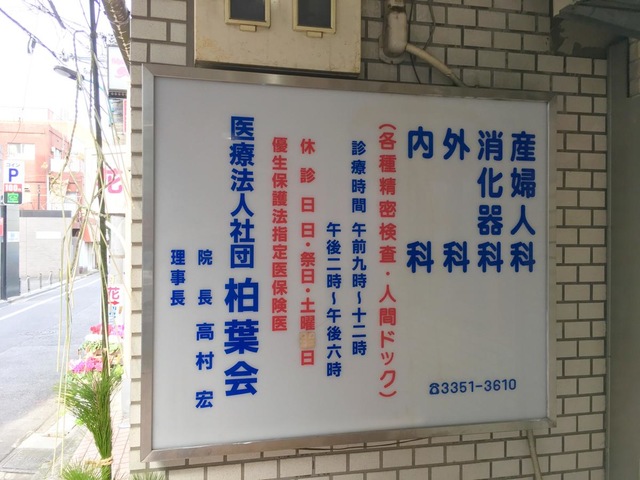 産婦人科
消化器科
外科
内科
(各種精密検査・人間ドック)
診療時間 午前九時～十二時
午後二時～午後六時
休診日 日・祭日・土曜日
優生保護法指定医保険医
医療法人社団 柏葉会
院長 高村 宏
理事長
☎3351-3610
P
空
花